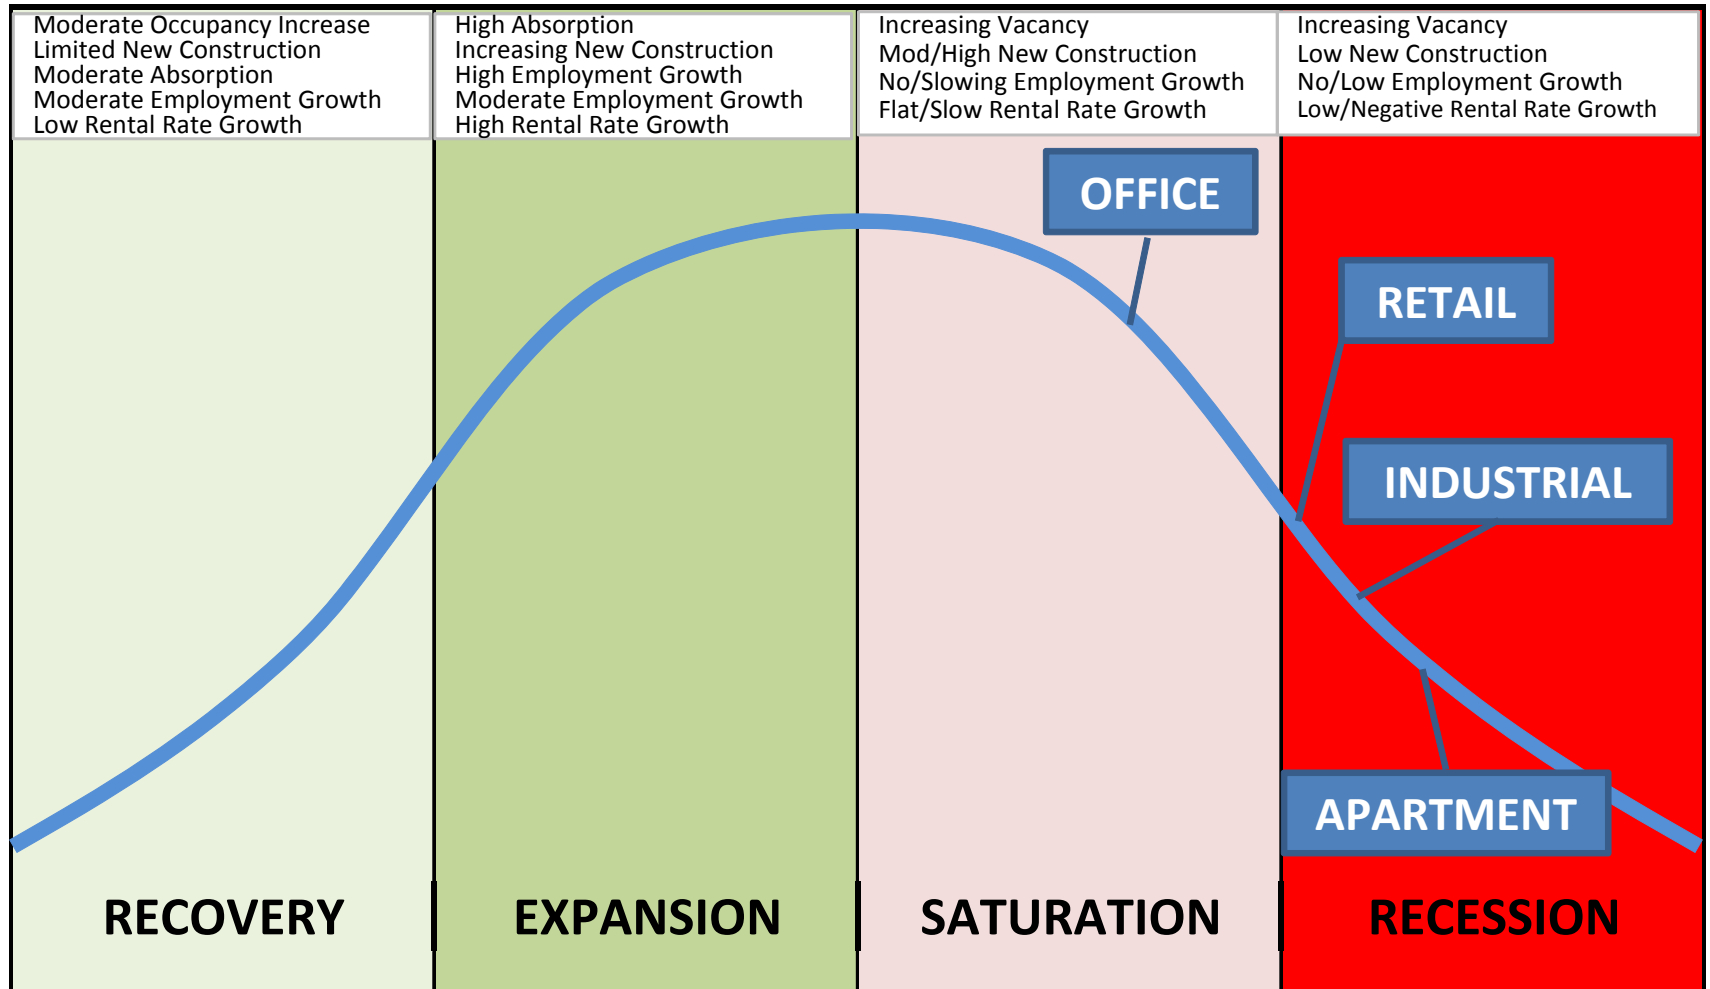 Moderate Occupancy Increase
Limited New Construction
Moderate Absorption
Moderate Employment Growth
Low Rental Rate Growth
High Absorption
Increasing New Construction
High Employment Growth
Moderate Employment Growth
High Rental Rate Growth
Increasing Vacancy
Mod/High New Construction
No/Slowing Employment Growth
Flat/Slow Rental Rate Growth
Increasing Vacancy
Low New Construction
No/Low Employment Growth
Low/Negative Rental Rate Growth
OFFICE
RETAIL
INDUSTRIAL
APARTMENT
RECOVERY
EXPANSION
SATURATION
RECESSION